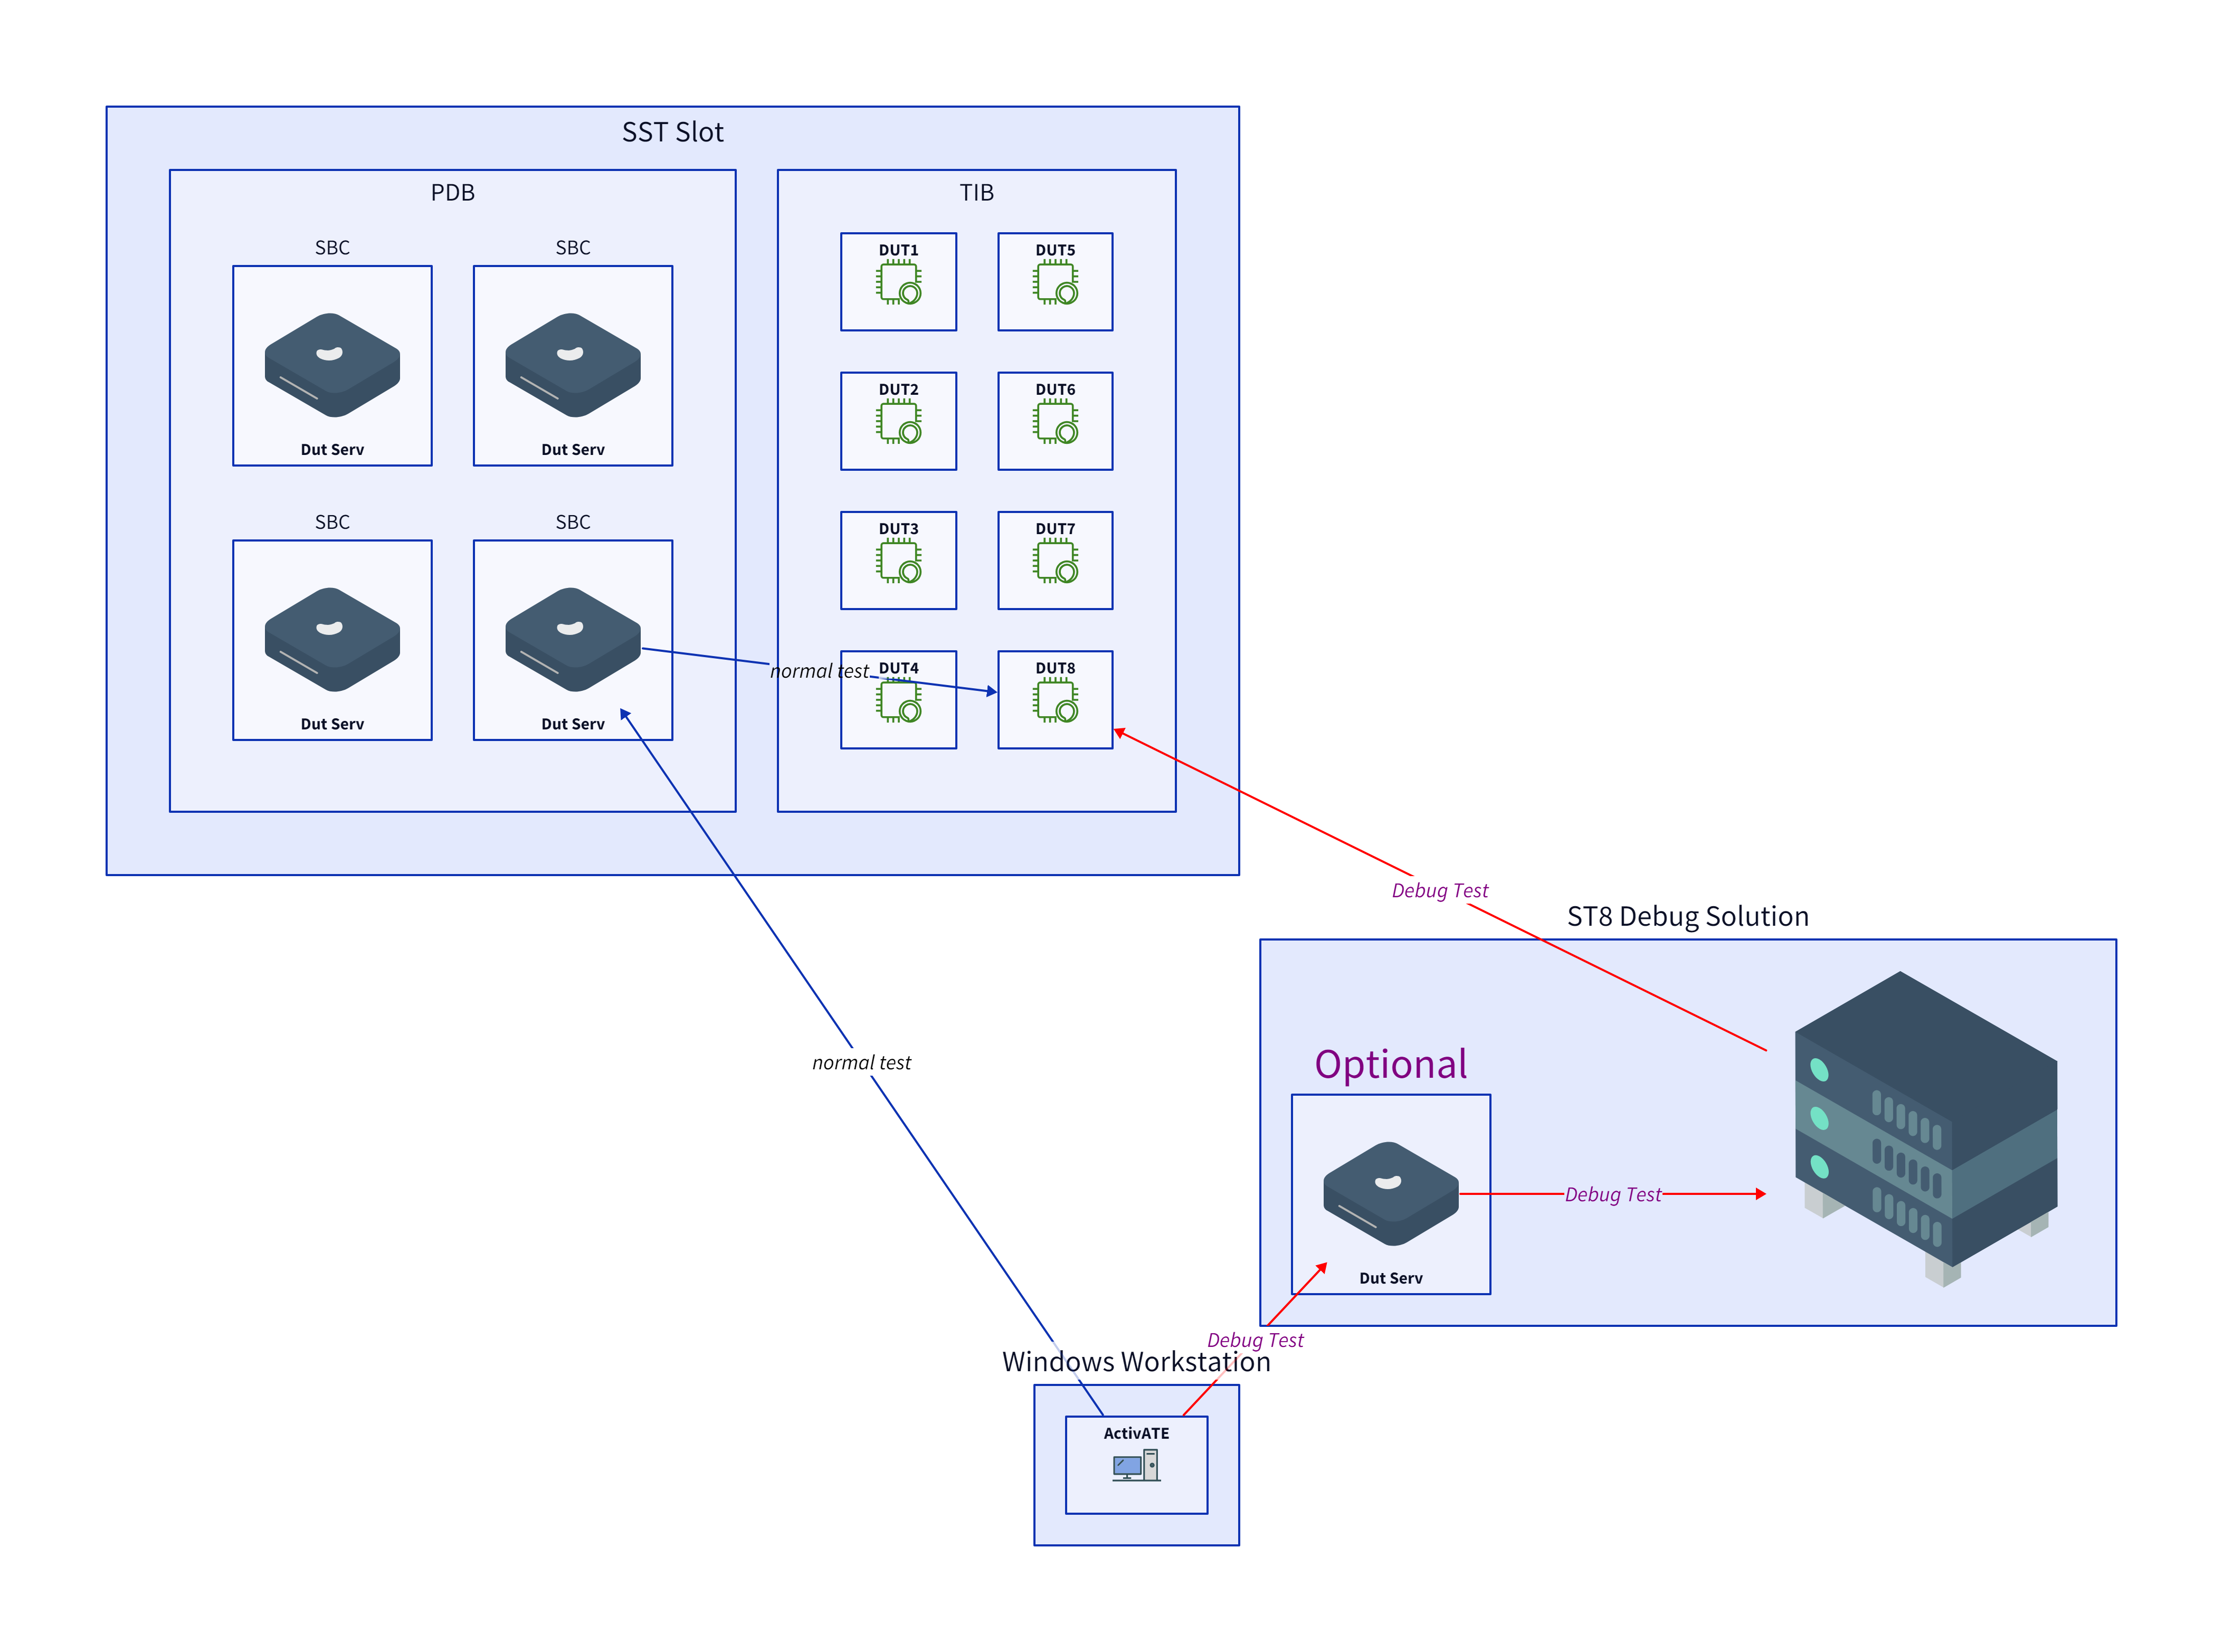 SST Slot
PDB
TIB
SBC
SBC
DUT1
DUT5
Dut Serv
Dut Serv
DUT2
DUT6
SBC
SBC
DUT3
DUT7
normal test
DUT4
DUT8
Dut Serv
Dut Serv
Debug Test
ST8 Debug Solution
normal test
Optional
Debug Test
Dut Serv
Debug Test
Windows Workstation
ActivATE